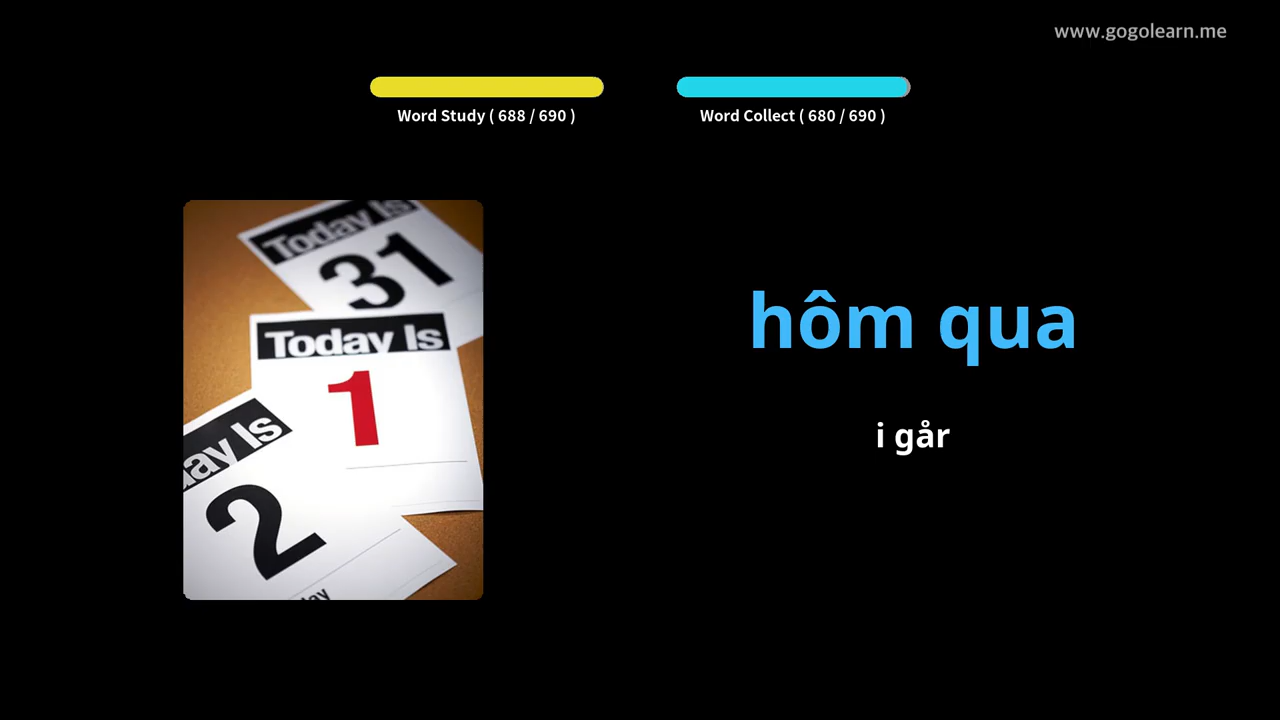 www.gogolearn.me
Word Study ( 688 / 690 )
Word Collect ( 680 / 690 )
Today Is
31
Today Is
1
ay Is
2
hôm qua
i går